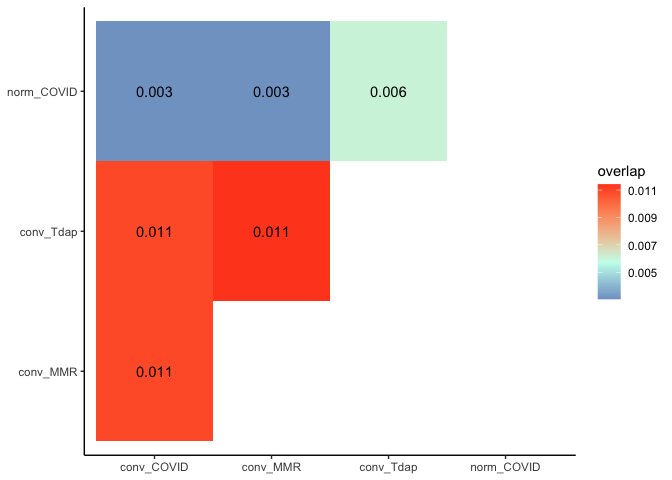 norm_COVID 0.003 0.003 0.006
overlap
0.011
0.009
0.007
0.005
conv_Tdap 0.011 0.011
conv_MMR 0.011
conv_COVID conv_MMR conv_Tdap norm_COVID